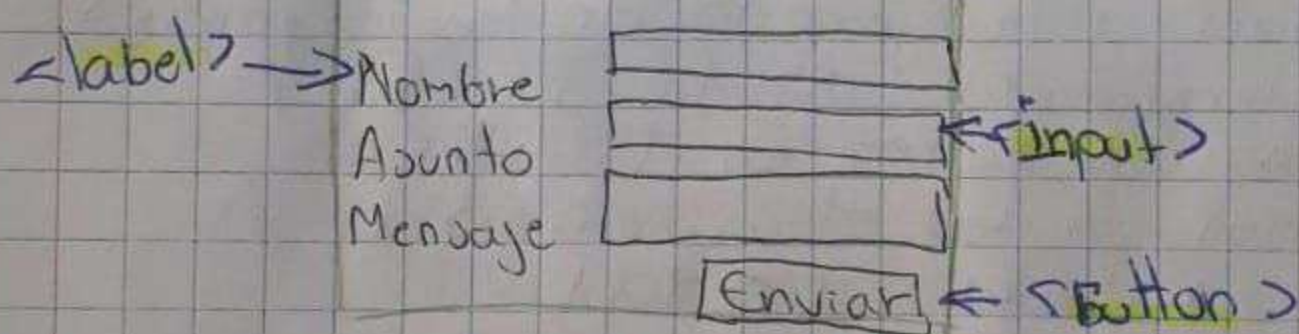 <label> Nombre
Asunto <input>
Mensaje
Enviar <Button>